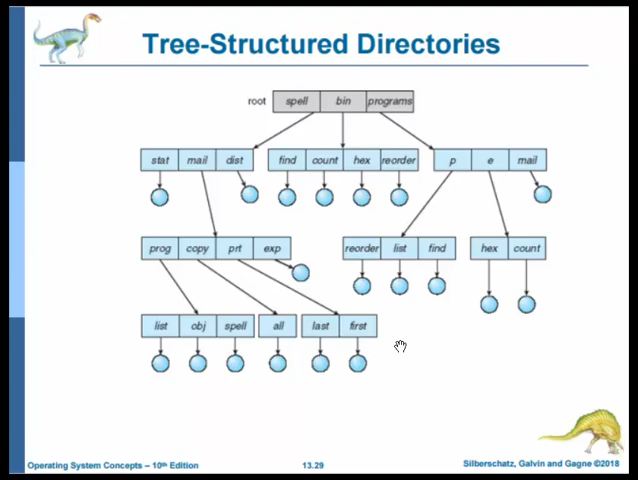 Tree-Structured Directories
root spell bin programs
stat mail dist find count hex reorder p e mail
prog copy prt exp reorder list find hex count
list obj spell all last first
Operating System Concepts – 10th Edition 13.29 Silberschatz, Galvin and Gagne ©2018